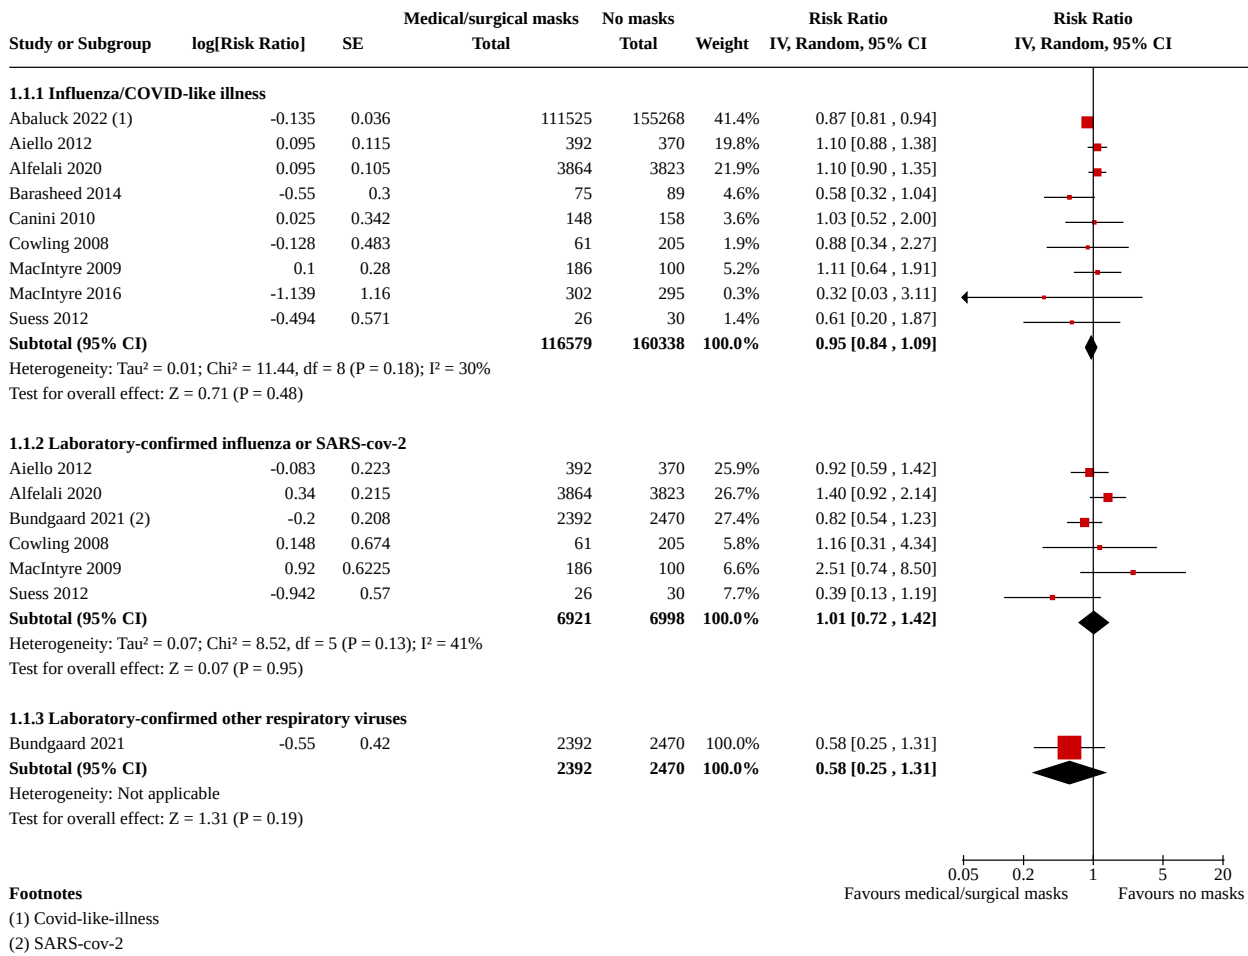 Medical/surgical masks No masks Risk Ratio Risk Ratio
Study or Subgroup log[Risk Ratio] SE Total Total Weight IV, Random, 95% CI IV, Random, 95% CI
1.1.1 Influenza/COVID-like illness
Abaluck 2022 (1) -0.135 0.036 111525 155268 41.4% 0.87 [0.81 , 0.94]
Aiello 2012 0.095 0.115 392 370 19.8% 1.10 [0.88 , 1.38]
Alfelali 2020 0.095 0.105 3864 3823 21.9% 1.10 [0.90 , 1.35]
Barasheed 2014 -0.55 0.3 75 89 4.6% 0.58 [0.32 , 1.04]
Canini 2010 0.025 0.342 148 158 3.6% 1.03 [0.52 , 2.00]
Cowling 2008 -0.128 0.483 61 205 1.9% 0.88 [0.34 , 2.27]
MacIntyre 2009 0.1 0.28 186 100 5.2% 1.11 [0.64 , 1.91]
MacIntyre 2016 -1.139 1.16 302 295 0.3% 0.32 [0.03 , 3.11]
Suess 2012 -0.494 0.571 26 30 1.4% 0.61 [0.20 , 1.87]
Subtotal (95% CI) 116579 160338 100.0% 0.95 [0.84 , 1.09]
Heterogeneity: Tau² = 0.01; Chi² = 11.44, df = 8 (P = 0.18); I² = 30%
Test for overall effect: Z = 0.71 (P = 0.48)
1.1.2 Laboratory-confirmed influenza or SARS-cov-2
Aiello 2012 -0.083 0.223 392 370 25.9% 0.92 [0.59 , 1.42]
Alfelali 2020 0.34 0.215 3864 3823 26.7% 1.40 [0.92 , 2.14]
Bundgaard 2021 (2) -0.2 0.208 2392 2470 27.4% 0.82 [0.54 , 1.23]
Cowling 2008 0.148 0.674 61 205 5.8% 1.16 [0.31 , 4.34]
MacIntyre 2009 0.92 0.6225 186 100 6.6% 2.51 [0.74 , 8.50]
Suess 2012 -0.942 0.57 26 30 7.7% 0.39 [0.13 , 1.19]
Subtotal (95% CI) 6921 6998 100.0% 1.01 [0.72 , 1.42]
Heterogeneity: Tau² = 0.07; Chi² = 8.52, df = 5 (P = 0.13); I² = 41%
Test for overall effect: Z = 0.07 (P = 0.95)
1.1.3 Laboratory-confirmed other respiratory viruses
Bundgaard 2021 -0.55 0.42 2392 2470 100.0% 0.58 [0.25 , 1.31]
Subtotal (95% CI) 2392 2470 100.0% 0.58 [0.25 , 1.31]
Heterogeneity: Not applicable
Test for overall effect: Z = 1.31 (P = 0.19)
0.05 0.2 1 5 20
Favours medical/surgical masks Favours no masks
Footnotes
(1) Covid-like-illness
(2) SARS-cov-2